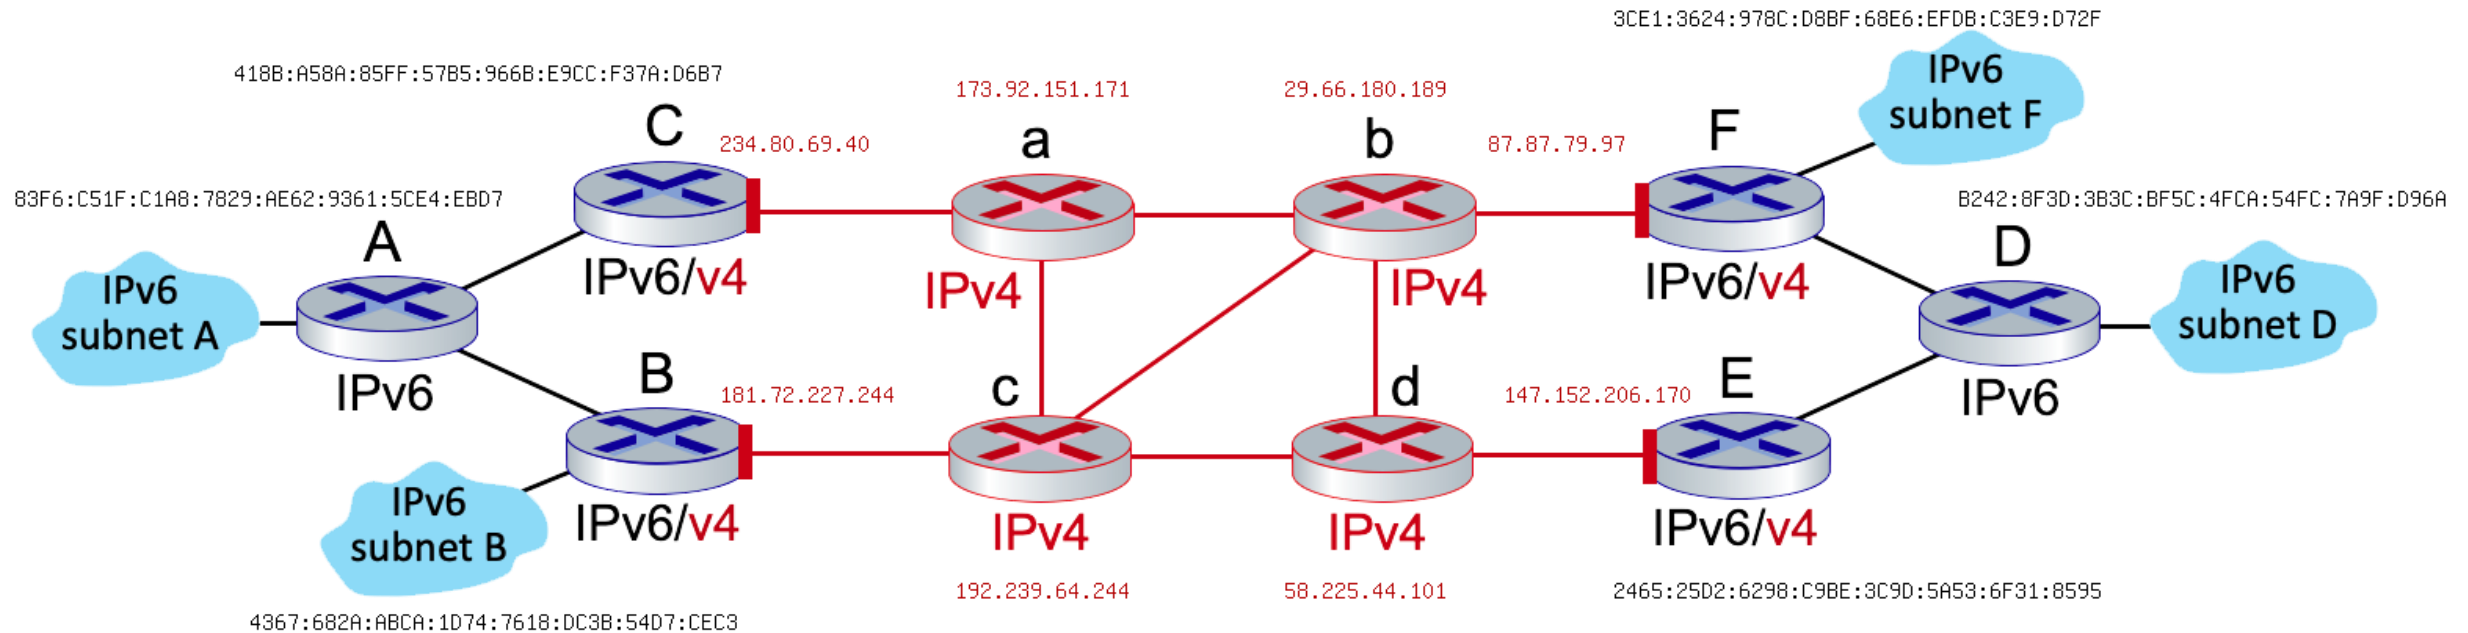 3CE1:3624:978C:D8BF:68E6:EFDB:C3E9:D72F
IPv6
subnet F
418B:A58A:85FF:57B5:966B:E9CC:F37A:D6B7
173.92.151.171
29.66.180.189
C
234.80.69.40
a
b
87.87.79.97
F
83F6:C51F:C1A8:7829:AE62:9361:5CE4:EBD7
B242:8F3D:3B3C:BF5C:4FCA:54FC:7A9F:D96A
A
IPv6/v4
IPv4
IPv4
IPv6/v4
D
IPv6
subnet A
IPv6
subnet D
IPv6
B
181.72.227.244
c
d
147.152.206.170
E
IPv6
IPv6
subnet B
IPv6/v4
IPv4
IPv4
IPv6/v4
192.239.64.244
58.225.44.101
2465:25D2:6298:C9BE:3C9D:5A53:6F31:8595
4367:682A:ABCA:1D74:7618:DC3B:54D7:CEC3